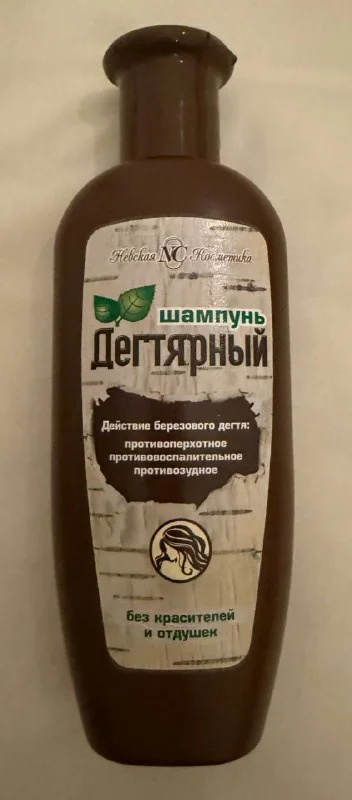 Невская NC Косметика
шампунь
Дегтярный
Действие березового дегтя:
противоперхотное
противовоспалительное
противозудное
без красителей
и отдушек